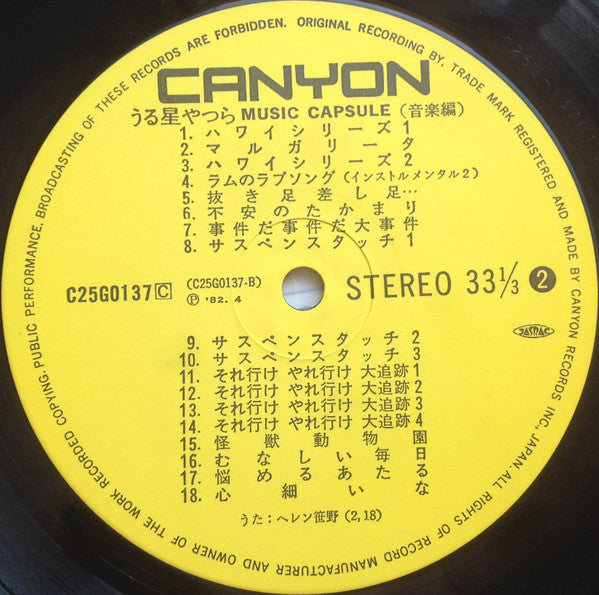 BROADCASTING OF THESE RECORDS ARE FORBIDDEN. ORIGINAL RECORDING BY, TRADE MARK REGISTERED AND MADE BY CANYON RECORDS INC. JAPAN. ALL RIGHTS OF RECORD MANUFACTURER AND OWNER OF THE WORK RECORDED COPYING, PUBLIC PERFORMANCE,
CANYON
うる星やつら MUSIC CAPSULE (音楽編)
1. ハワイシリーズ1
2. マルガリータ
3. ハワイシリーズ2
4. ラムのラブソング (インストルメンタル2)
5. 抜き足差し足…
6. 不安のたかまり
7. 事件だ事件だ大事件
8. サスペンスタッチ1
C25G0137 C
(C25G0137-B)
Ⓟ '82. 4
STEREO 33 1/3 2
JASRAC
9. サスペンスタッチ2
10. サスペンスタッチ3
11. それ行け やれ行け 大追跡1
12. それ行け やれ行け 大追跡2
13. それ行け やれ行け 大追跡3
14. それ行け やれ行け 大追跡4
15. 怪獣動物園
16. むなしい毎日
17. 悩めるあたる
18. 心細いな
うた:ヘレン笹野 (2,18)